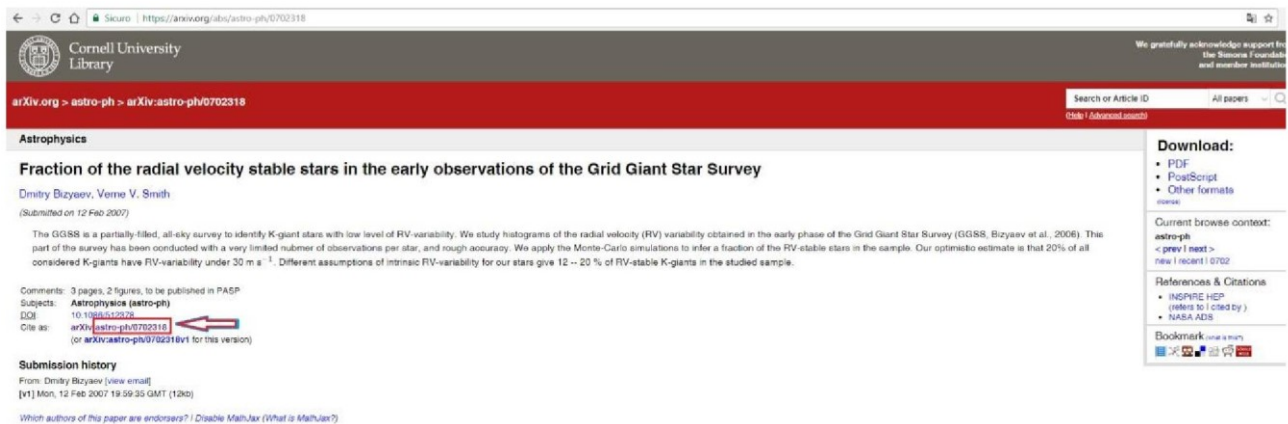 Sicuro | https://arxiv.org/abs/astro-ph/0702318
Cornell University
Library
We gratefully acknowledge support fro
the Simons Foundati
and member institutio
arXiv.org > astro-ph > arXiv:astro-ph/0702318
Search or Article ID
All papers
(Help | Advanced search)
Astrophysics
Fraction of the radial velocity stable stars in the early observations of the Grid Giant Star Survey
Dmitry Bizyaev, Verne V. Smith
(Submitted on 12 Feb 2007)
The GGSS is a partially-filled, all-sky survey to identify K-giant stars with low level of RV-variability. We study histograms of the radial velocity (RV) variability obtained in the early phase of the Grid Giant Star Survey (GGSS, Bizyaev et al., 2006). This
part of the survey has been conducted with a very limited nubmer of observations per star, and rough accuracy. We apply the Monte-Carlo simulations to infer a fraction of the RV-stable stars in the sample. Our optimistic estimate is that 20% of all
considered K-giants have RV-variability under 30 m s⁻¹. Different assumptions of intrinsic RV-variability for our stars give 12 -- 20 % of RV-stable K-giants in the studied sample.
Comments: 3 pages, 2 figures, to be published in PASP
Subjects: Astrophysics (astro-ph)
DOI: 10.1086/512378
Cite as: arXiv:astro-ph/0702318
(or arXiv:astro-ph/0702318v1 for this version)
Submission history
From: Dmitry Bizyaev [view email]
[v1] Mon, 12 Feb 2007 19:59:35 GMT (12kb)
Which authors of this paper are endorsers? | Disable MathJax (What is MathJax?)
Download:
• PDF
• PostScript
• Other formats
(license)
Current browse context:
astro-ph
< prev | next >
new | recent | 0702
References & Citations
• INSPIRE HEP
(refers to | cited by )
• NASA ADS
Bookmark (what is this?)